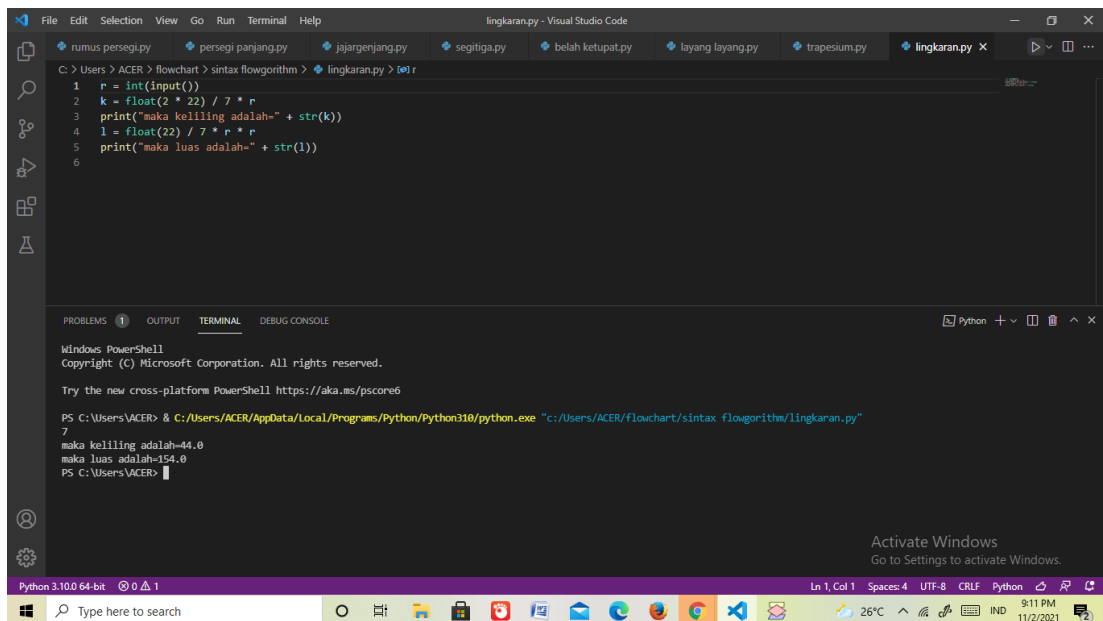 File Edit Selection View Go Run Terminal Help lingkaran.py - Visual Studio Code
rumus persegi.py persegi panjang.py jajargenjang.py segitiga.py belah ketupat.py layang layang.py trapesium.py lingkaran.py
C: > Users > ACER > flowchart > sintax flowgorithm > lingkaran.py > r
1 r = int(input())
2 k = float(2 * 22) / 7 * r
3 print("maka keliling adalah=" + str(k))
4 l = float(22) / 7 * r * r
5 print("maka luas adalah=" + str(l))
6
PROBLEMS 1 OUTPUT TERMINAL DEBUG CONSOLE Python
Windows PowerShell
Copyright (C) Microsoft Corporation. All rights reserved.
Try the new cross-platform PowerShell https://aka.ms/pscore6
PS C:\Users\ACER> & C:/Users/ACER/AppData/Local/Programs/Python/Python310/python.exe "c:/Users/ACER/flowchart/sintax flowgorithm/lingkaran.py"
7
maka keliling adalah=44.0
maka luas adalah=154.0
PS C:\Users\ACER>
Activate Windows
Go to Settings to activate Windows.
Python 3.10.0 64-bit 0 1 Ln 1, Col 1 Spaces: 4 UTF-8 CRLF Python
Type here to search 26°C IND 9:11 PM
11/2/2021 2